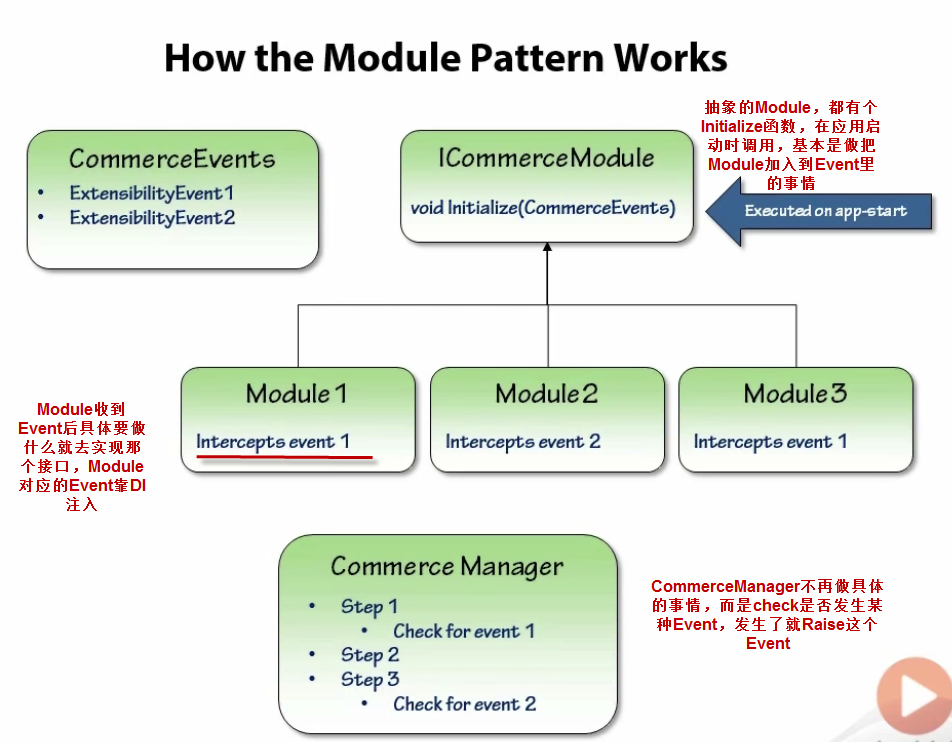 How the Module Pattern Works
抽象的Module，都有个
Initialize函数，在应用启
动时调用，基本是做把
Module加入到Event里
的事情
CommerceEvents
• ExtensibilityEvent1
• ExtensibilityEvent2
ICommerceModule
void Initialize(CommerceEvents)
Executed on app-start
Module1
Intercepts event 1
Module2
Intercepts event 2
Module3
Intercepts event 1
Module收到
Event后具体要做
什么就去实现那
个接口，Module
对应的Event靠DI
注入
Commerce Manager
• Step 1
• Check for event 1
• Step 2
• Step 3
• Check for event 2
CommerceManager不再做具体
的事情，而是check是否发生某
种Event，发生了就Raise这个
Event